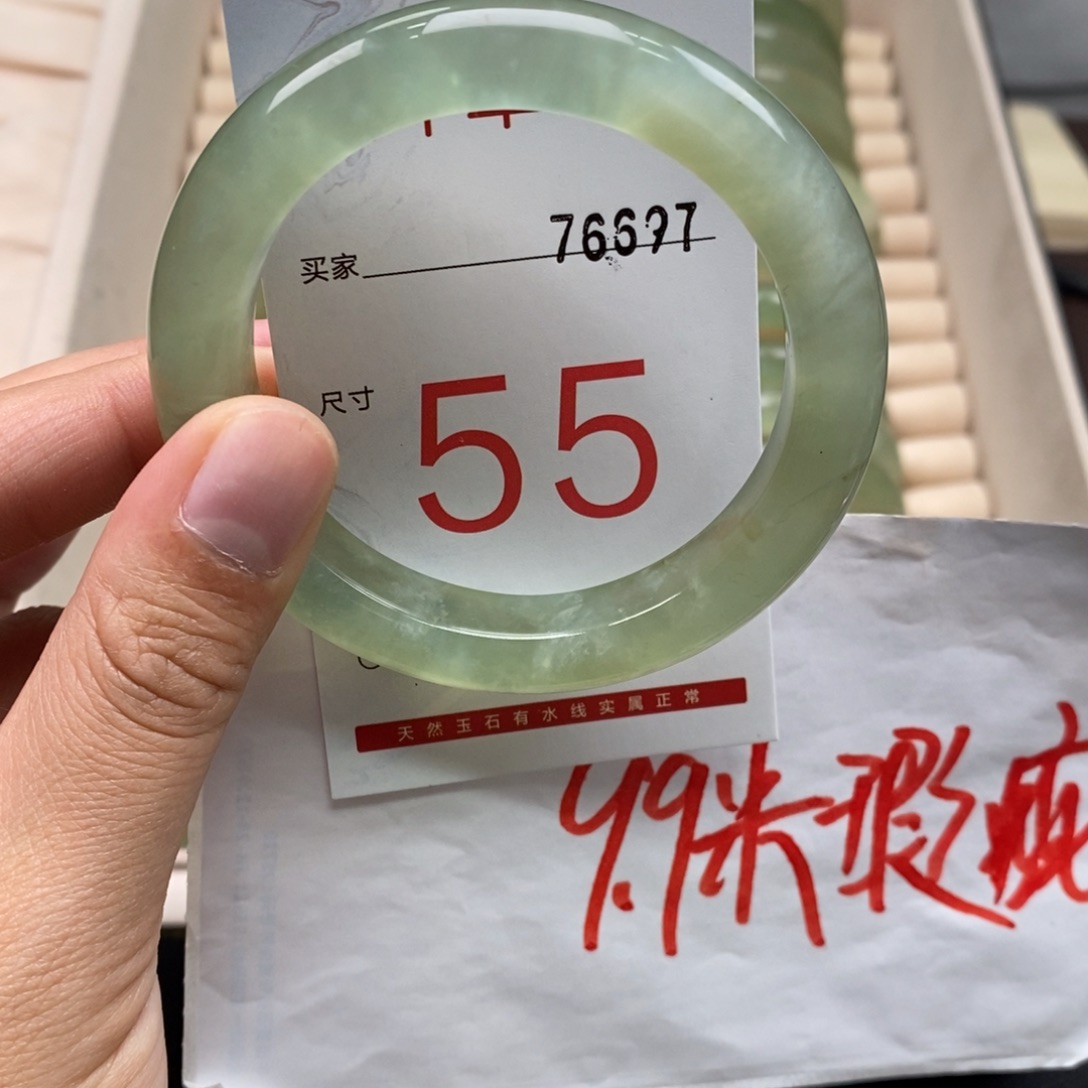 买家 76697
尺寸 55
天然玉石有水线实属正常
9.9米瑕疵